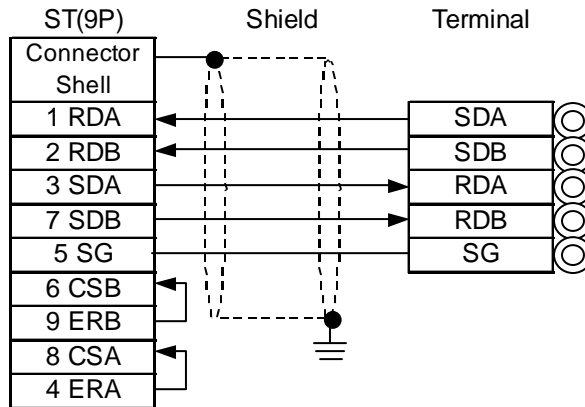 ST(9P) Shield Terminal
Connector
Shell
1 RDA SDA
2 RDB SDB
3 SDA RDA
7 SDB RDB
5 SG SG
6 CSB
9 ERB
8 CSA
4 ERA